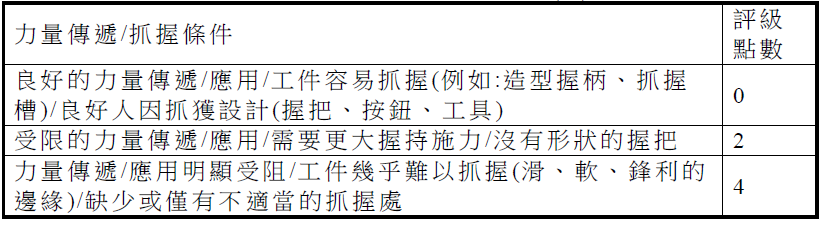 力量傳遞/抓握條件
評級
點數
良好的力量傳遞/應用/工件容易抓握(例如:造型握柄、抓握
槽)/良好人因抓獲設計(握把、按鈕、工具)
0
受限的力量傳遞/應用/需要更大握持施力/沒有形狀的握把
2
力量傳遞/應用明顯受阻/工件幾乎難以抓握(滑、軟、鋒利的
邊緣)/缺少或僅有不適當的抓握處
4